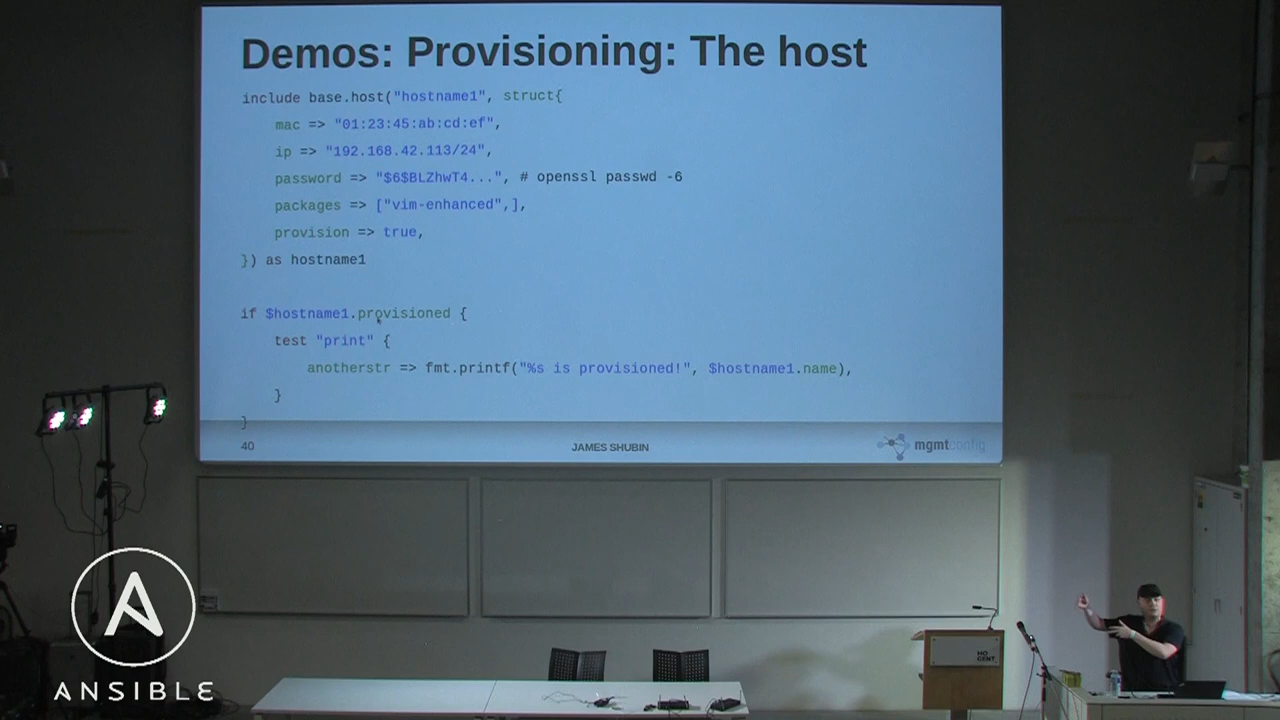 Demos: Provisioning: The host
include base.host("hostname1", struct{
mac => "01:23:45:ab:cd:ef",
ip => "192.168.42.113/24",
password => "$6$BLZhwT4...", # openssl passwd -6
packages => ["vim-enhanced",],
provision => true,
}) as hostname1
if $hostname1.provisioned {
test "print" {
anotherstr => fmt.printf("%s is provisioned!", $hostname1.name),
}
}
40
JAMES SHUBIN
mgmtconfig
HO
GENT
ANSIBLE